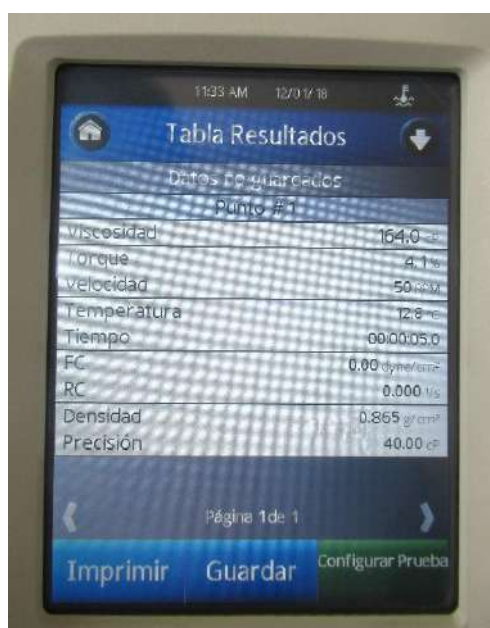 11:33 AM 12/01/18
Tabla Resultados
Datos no guardados
Punto #1
Viscosidad 164.0 cP
Torque 4.1 %
Velocidad 50 RPM
Temperatura 12.8 °C
Tiempo 00:00:05.0
FC 0.00 dyne/cm²
RC 0.000 1/s
Densidad 0.865 g/cm³
Precisión 40.00 cP
Página 1 de 1
Imprimir Guardar Configurar Prueba